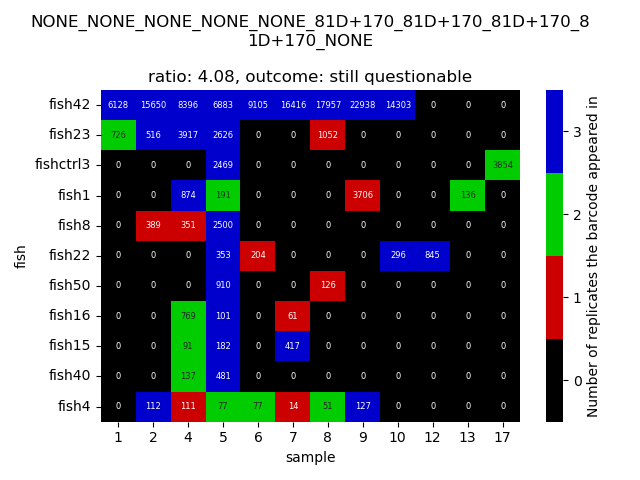 NONE_NONE_NONE_NONE_NONE_81D+170_81D+170_81D+170_8
1D+170_NONE
ratio: 4.08, outcome: still questionable
fish42 6128 15650 8396 6883 9105 16416 17957 22938 14303 0 0 0
fish23 726 516 3917 2626 0 0 1052 0 0 0 0 0
fishctrl3 0 0 0 2469 0 0 0 0 0 0 0 3854
fish1 0 0 874 191 0 0 0 3706 0 0 136 0
fish8 0 389 351 2500 0 0 0 0 0 0 0 0
fish22 0 0 0 353 204 0 0 0 296 845 0 0
fish50 0 0 0 910 0 0 126 0 0 0 0 0
fish16 0 0 769 101 0 61 0 0 0 0 0 0
fish15 0 0 91 182 0 417 0 0 0 0 0 0
fish40 0 0 137 481 0 0 0 0 0 0 0 0
fish4 0 112 111 77 77 14 51 127 0 0 0 0
1 2 4 5 6 7 8 9 10 12 13 17
sample
fish
3
2
1
0
Number of replicates the barcode appeared in